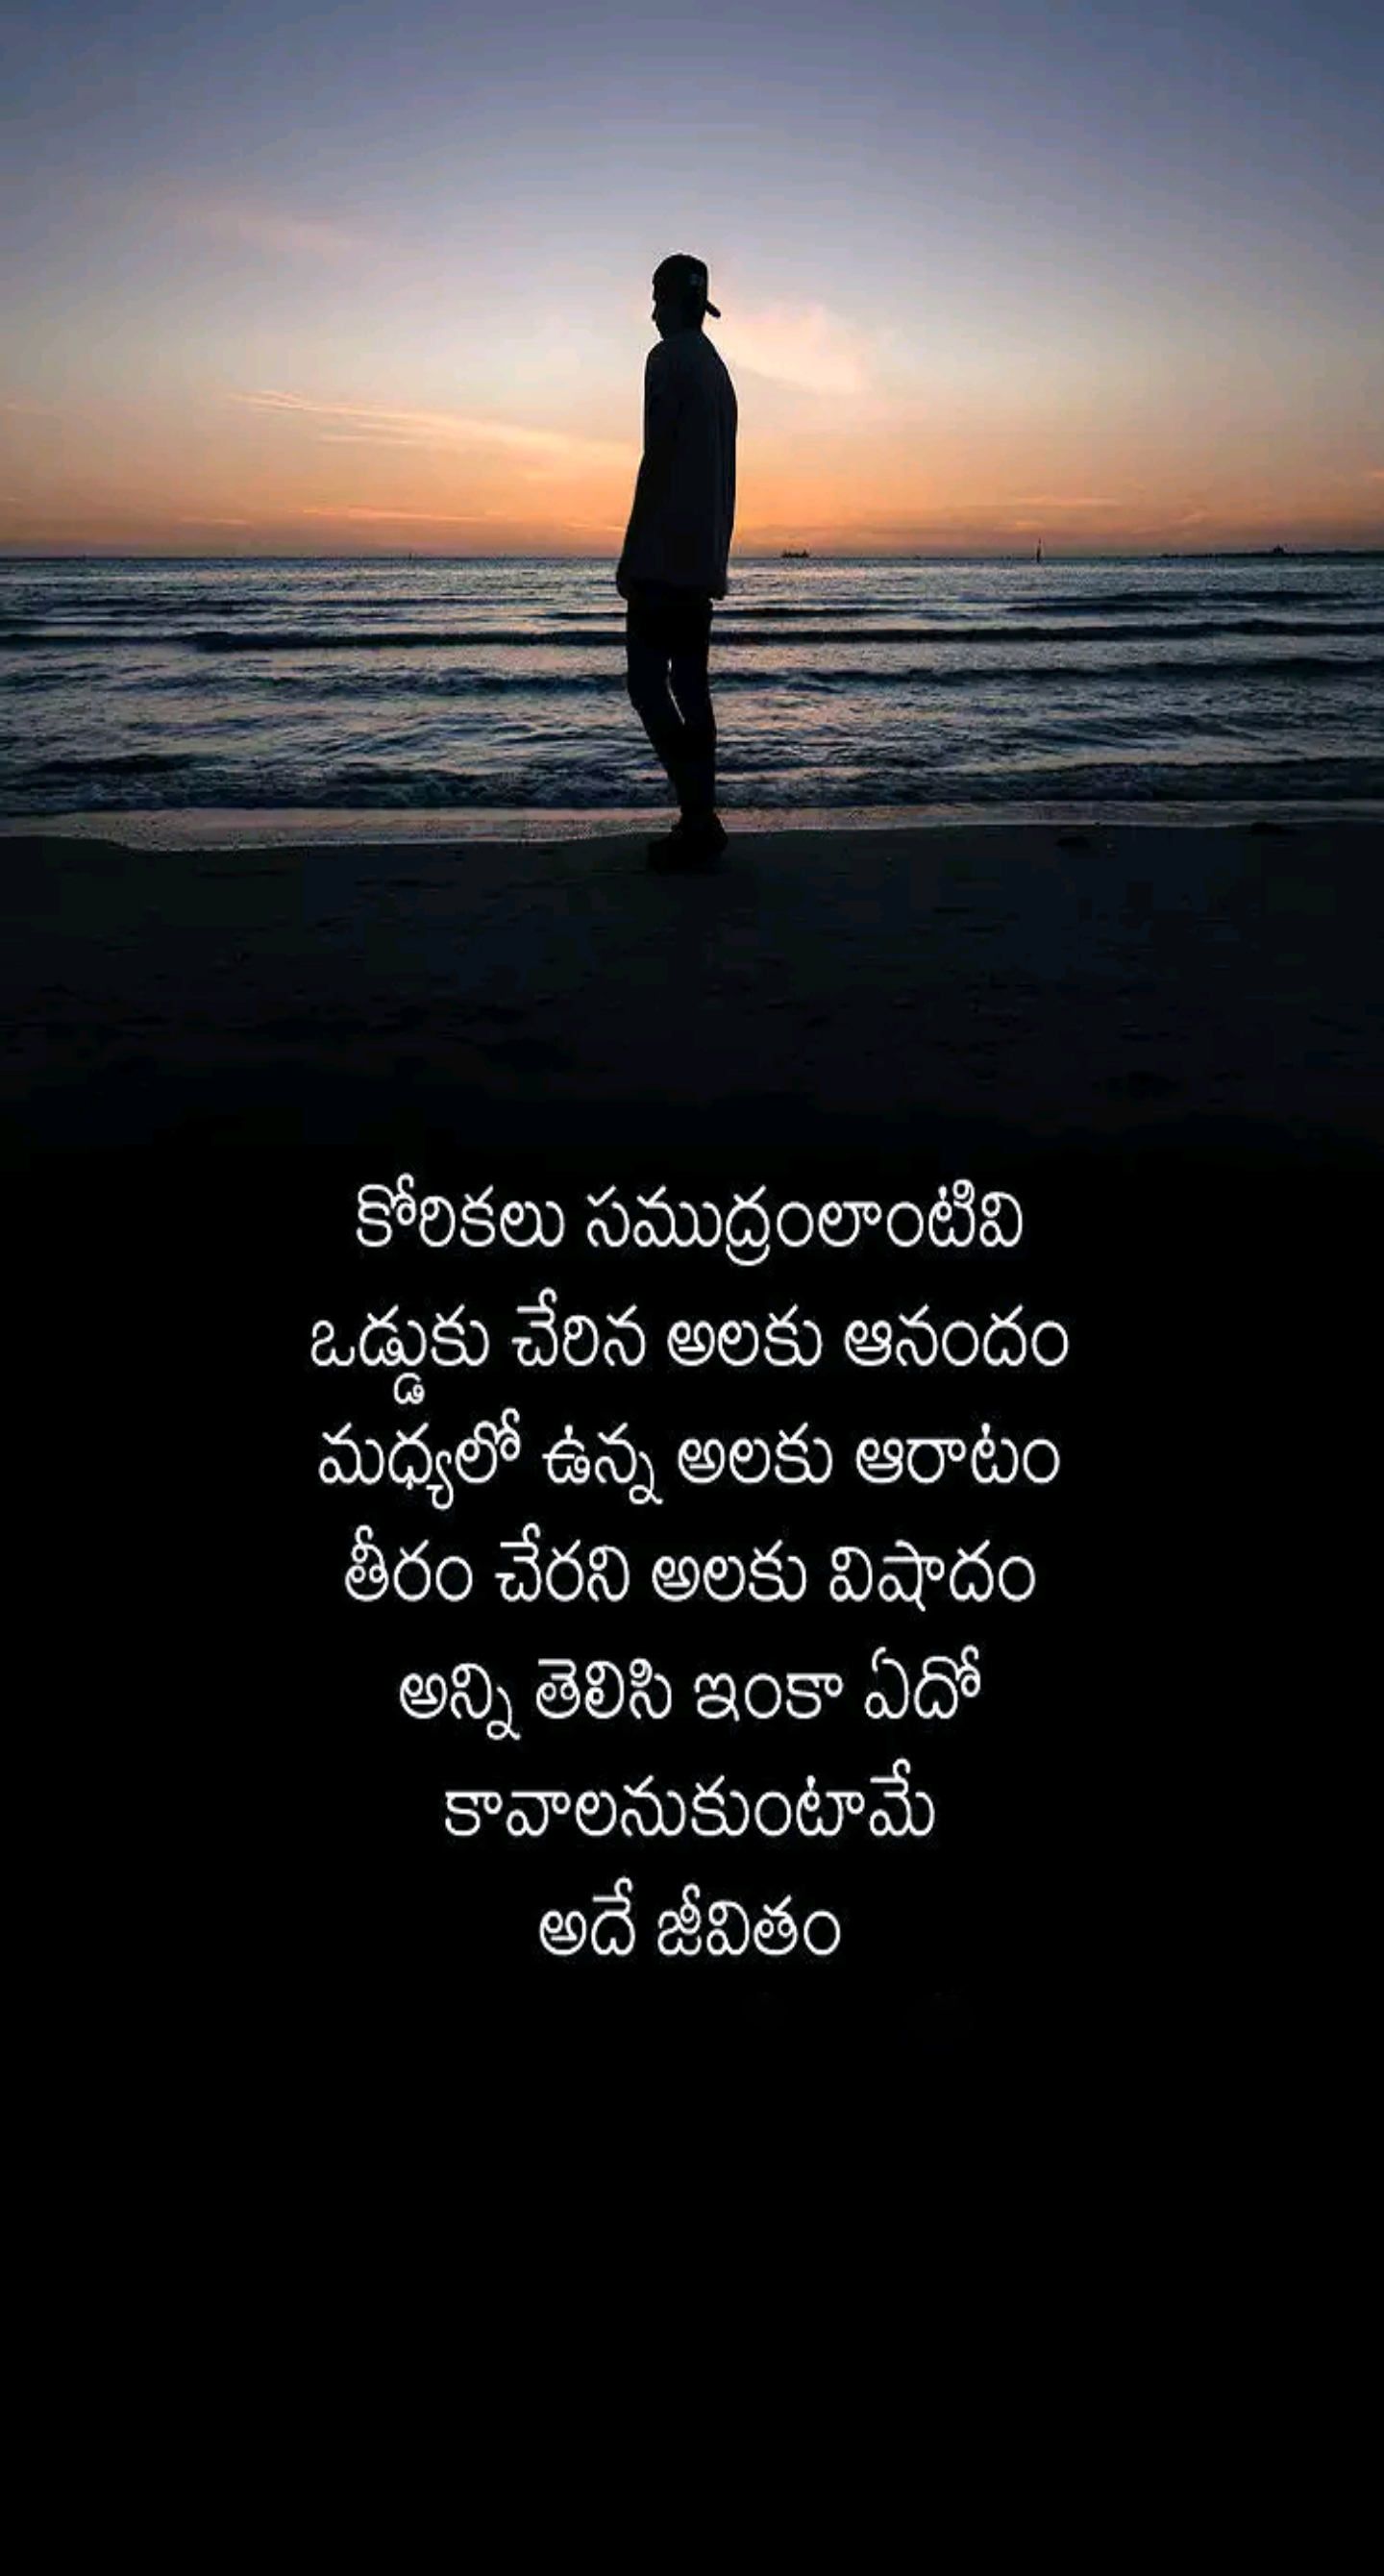 కోరికలు సముద్రంలాంటివి
ఒడ్డుకు చేరిన అలకు ఆనందం
మధ్యలో ఉన్న అలకు ఆరాటం
తీరం చేరని అలకు విషాదం
అన్ని తెలిసి ఇంకా ఏదో
కావాలనుకుంటామే
అదే జీవితం